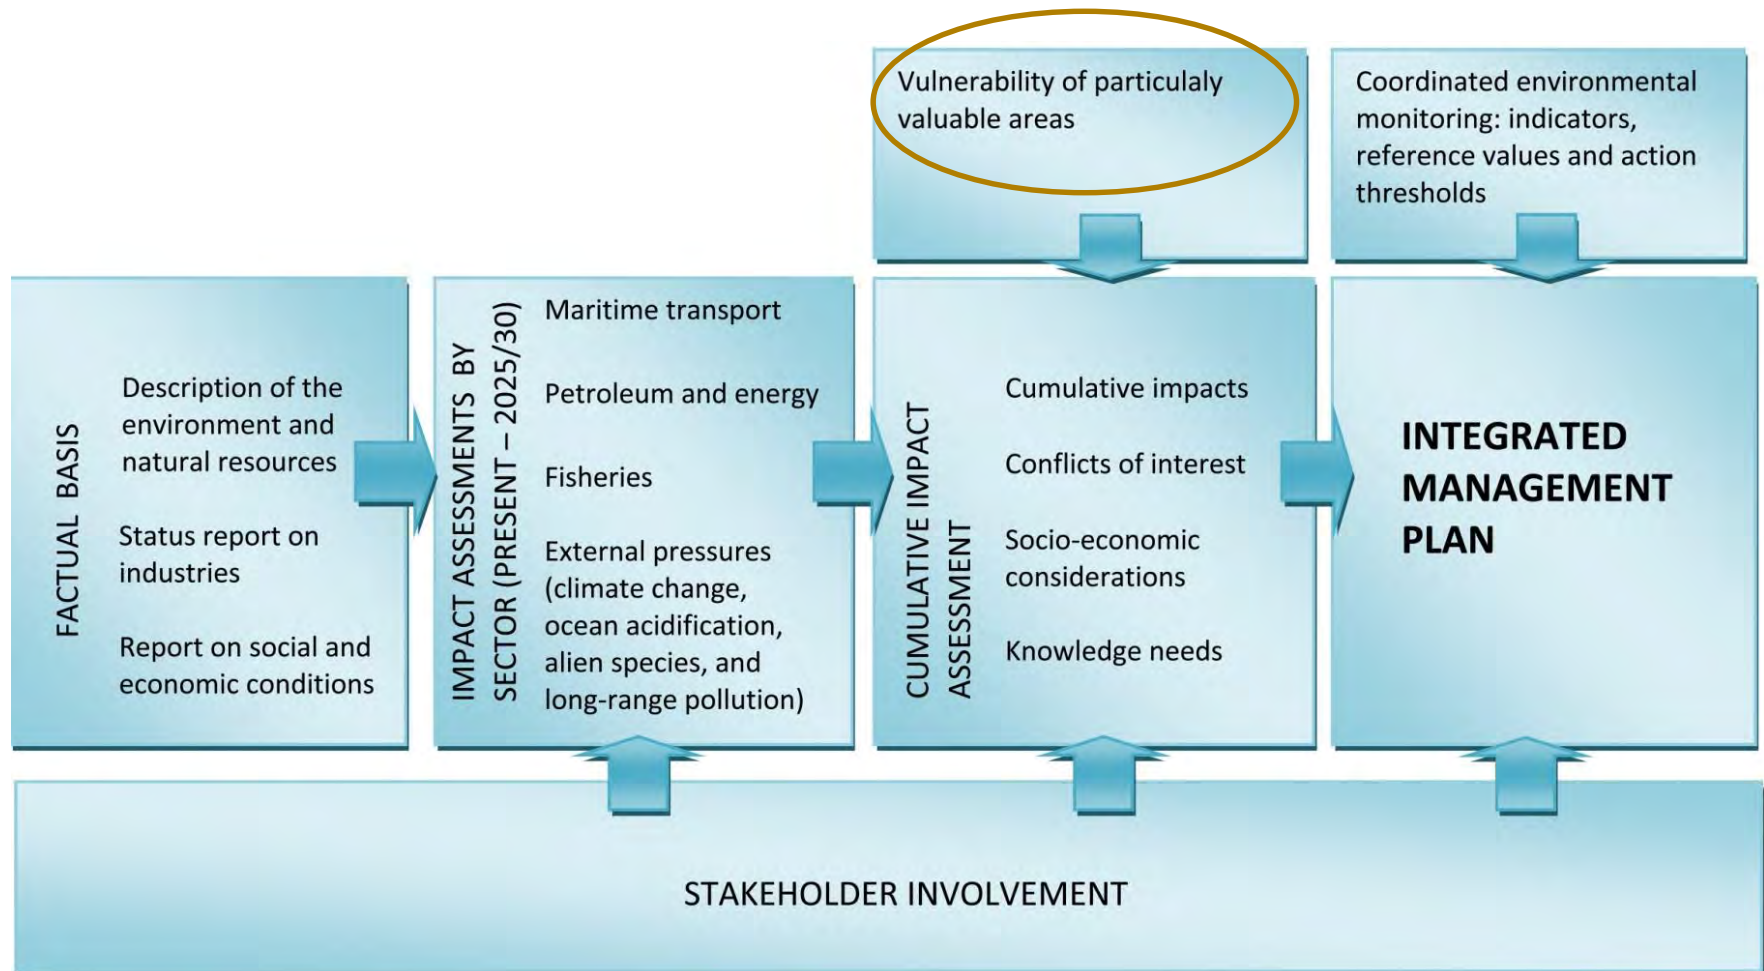 Vulnerability of particulaly
valuable areas
Coordinated environmental
monitoring: indicators,
reference values and action
thresholds
FACTUAL BASIS
Description of the
environment and
natural resources
Status report on
industries
Report on social and
economic conditions
IMPACT ASSESSMENTS BY
SECTOR (PRESENT – 2025/30)
Maritime transport
Petroleum and energy
Fisheries
External pressures
(climate change,
ocean acidification,
alien species, and
long-range pollution)
CUMULATIVE IMPACT
ASSESSMENT
Cumulative impacts
Conflicts of interest
Socio-economic
considerations
Knowledge needs
INTEGRATED
MANAGEMENT
PLAN
STAKEHOLDER INVOLVEMENT